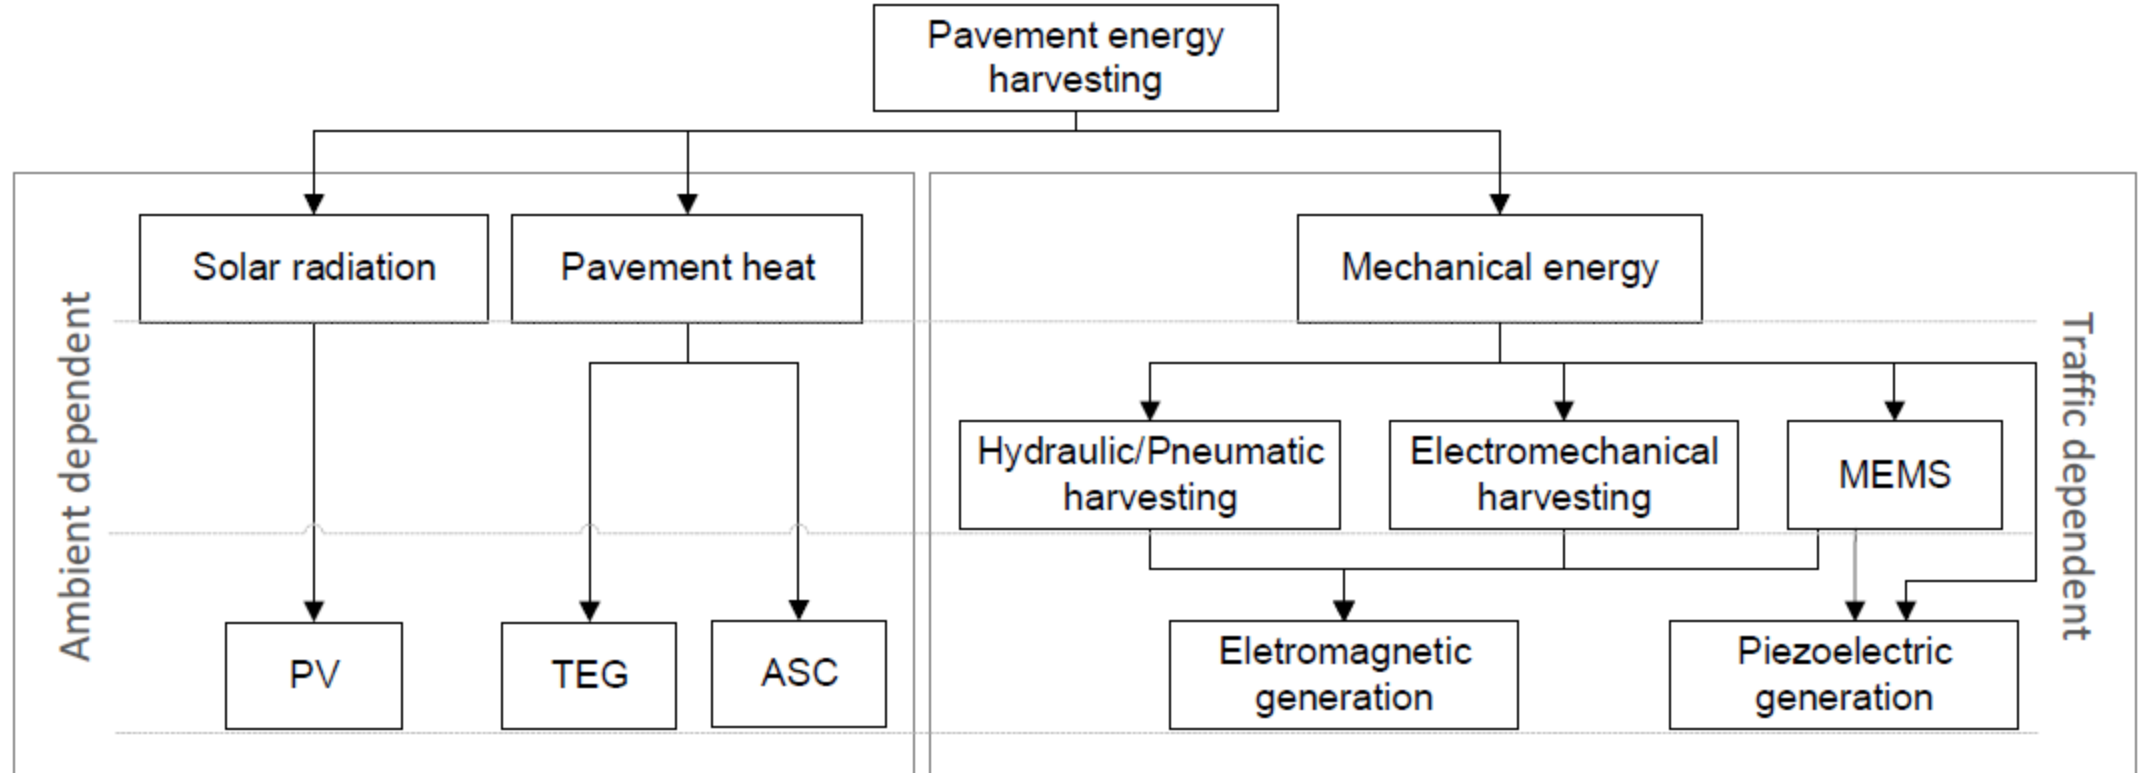 Pavement energy
harvesting
Solar radiation
Pavement heat
Mechanical energy
Ambient dependent
Traffic dependent
Hydraulic/Pneumatic
harvesting
Electromechanical
harvesting
MEMS
PV
TEG
ASC
Eletromagnetic
generation
Piezoelectric
generation